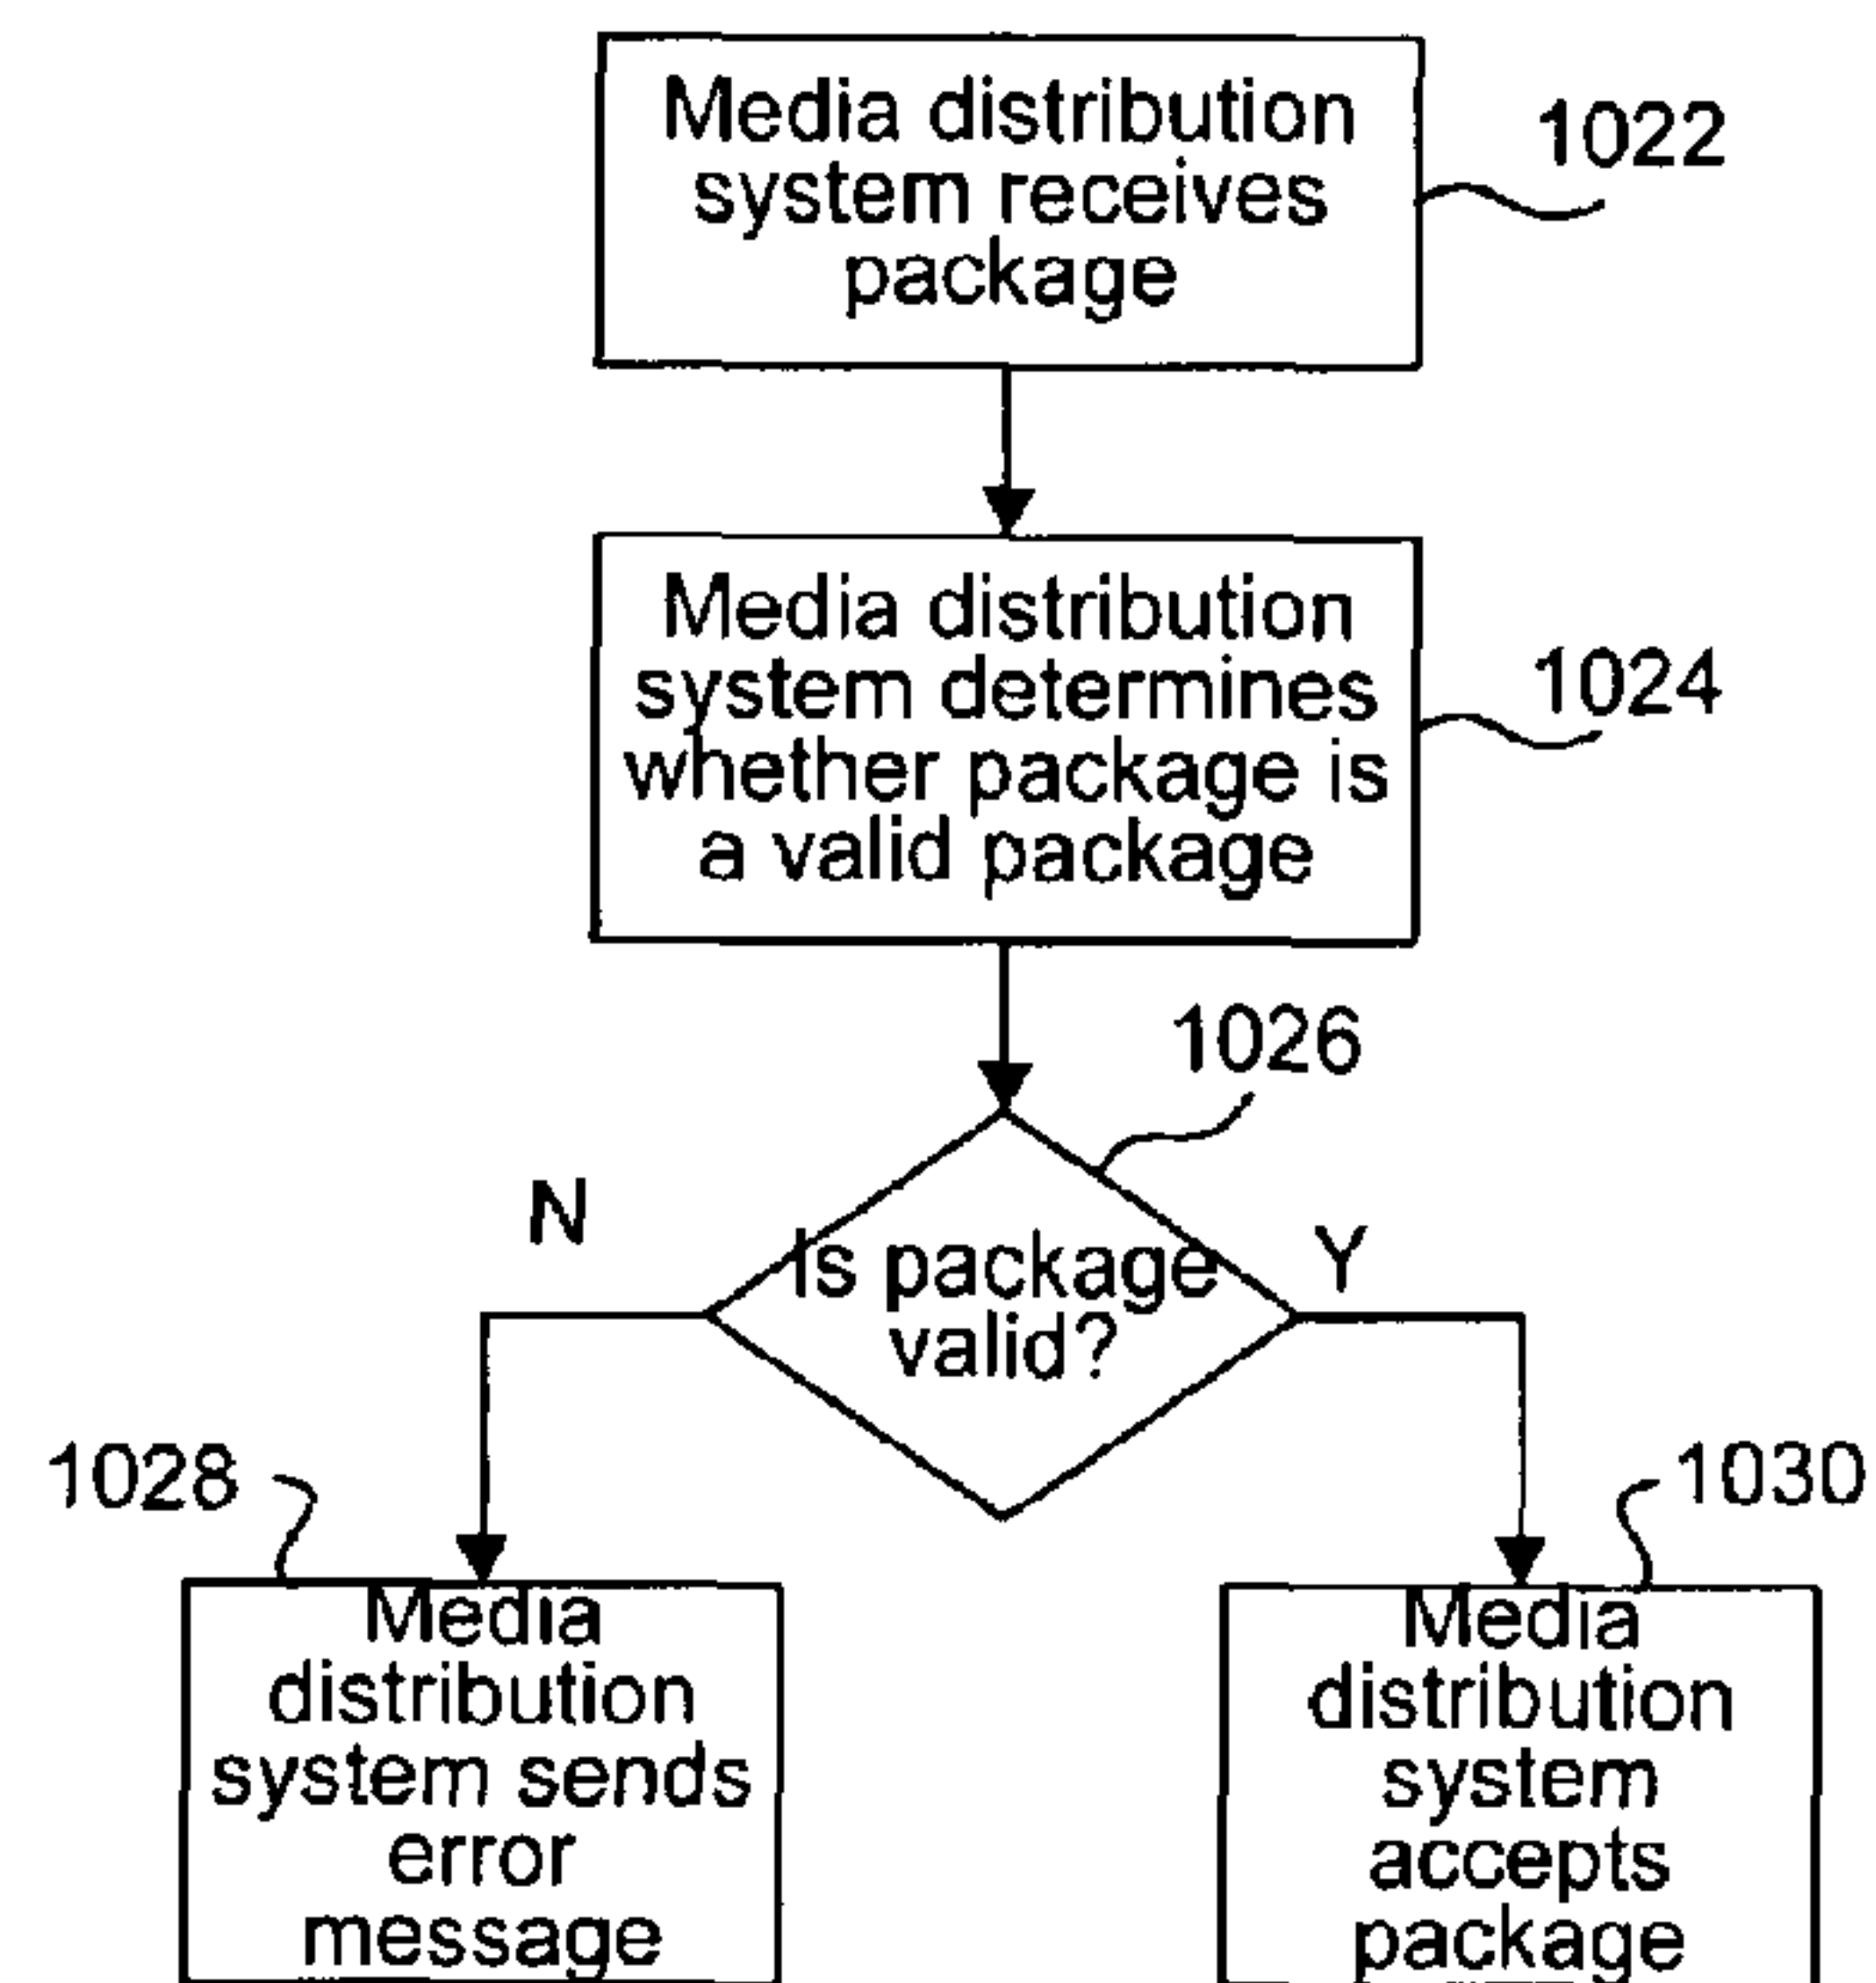 Media distribution
system receives
package
1022
Media distribution
system determines
whether package is
a valid package
1024
1026
N
Is package
valid?
Y
1028
1030
Media
distribution
system sends
error
message
Media
distribution
system
accepts
package